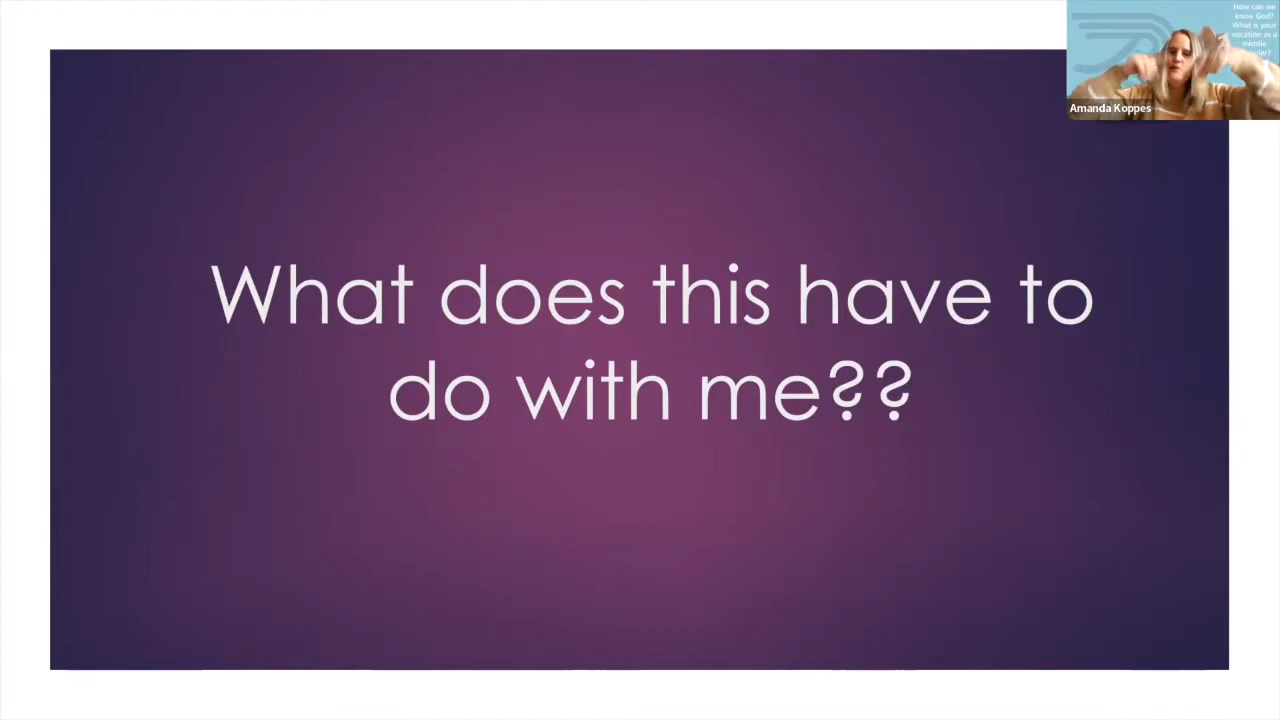 How can we
know God?
What is your
vocation as a
middle
Amanda Koppes
What does this have to
do with me??